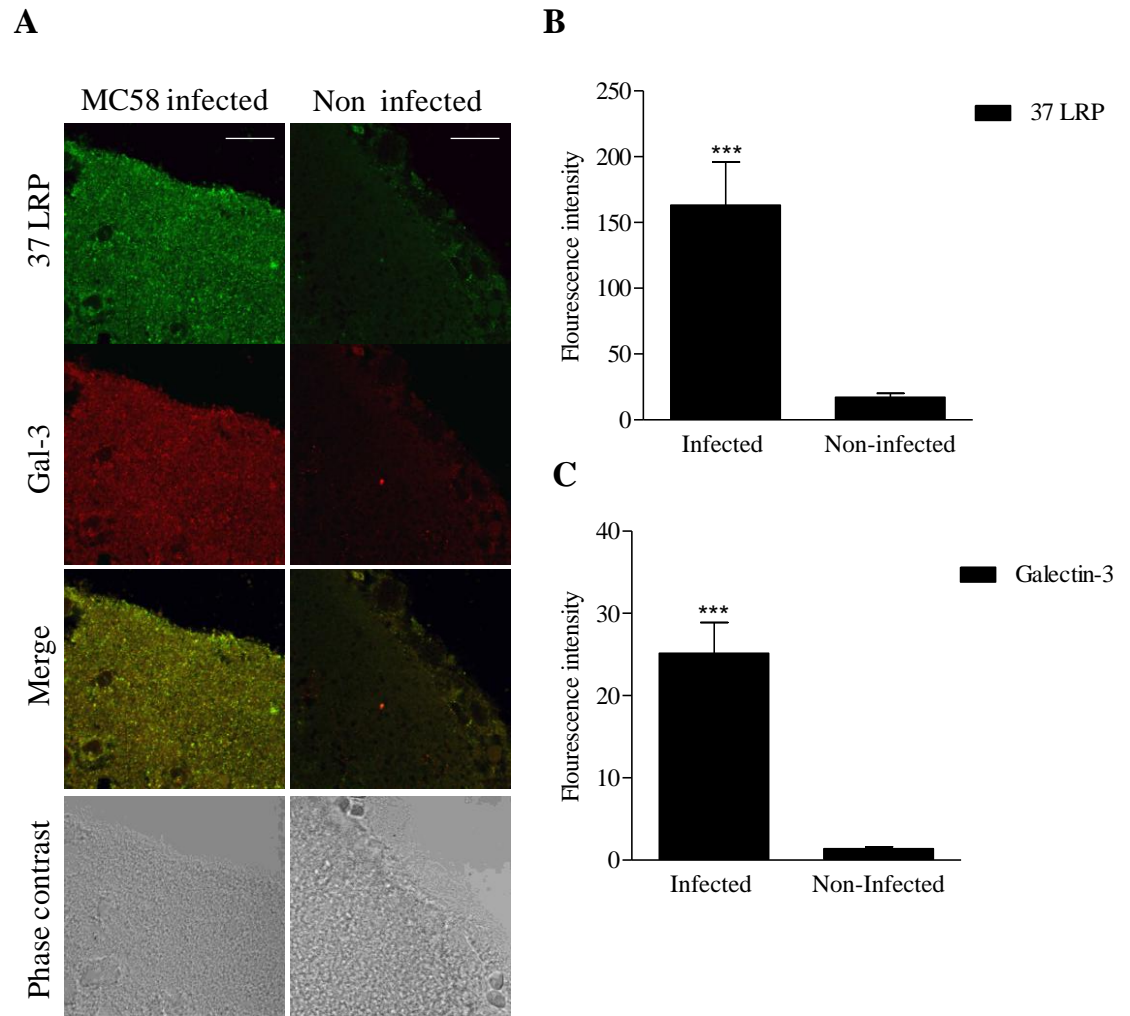 A
MC58 infected
Non infected
37 LRP
Gal-3
Merge
Phase contrast
B
250
200
150
100
50
0
Flourescence intensity
***
Infected
Non-infected
37 LRP
C
40
30
20
10
0
Flourescence intensity
***
Infected
Non-Infected
Galectin-3